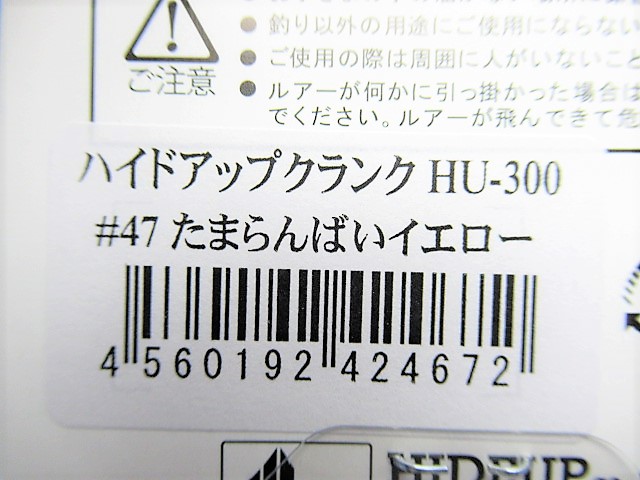 釣り以外の用途にご使用にならない
ご使用の際は周囲に人がいないこと
ルアーが何かに引っ掛かった場合は
でください。ルアーが飛んできて危
ご注意
ハイドアップクランク HU-300
#47 たまらんばいイエロー
4 560192 424672
HIDEUP